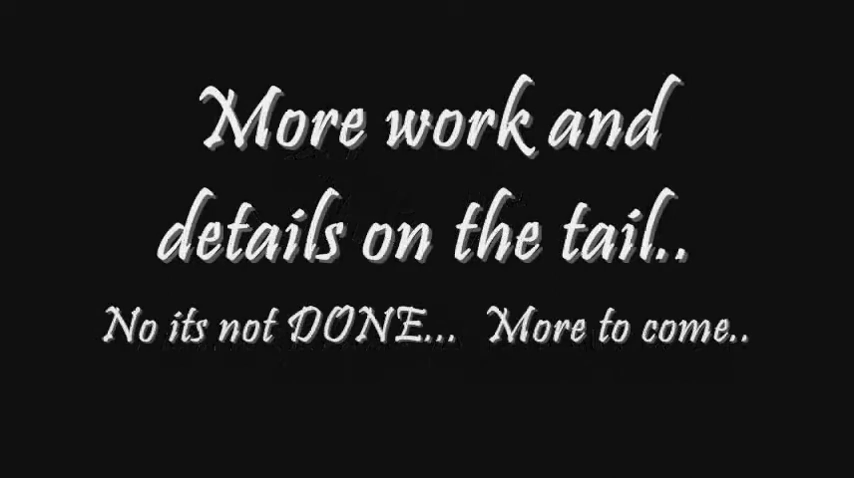 More work and
details on the tail..
No its not DONE... More to come..